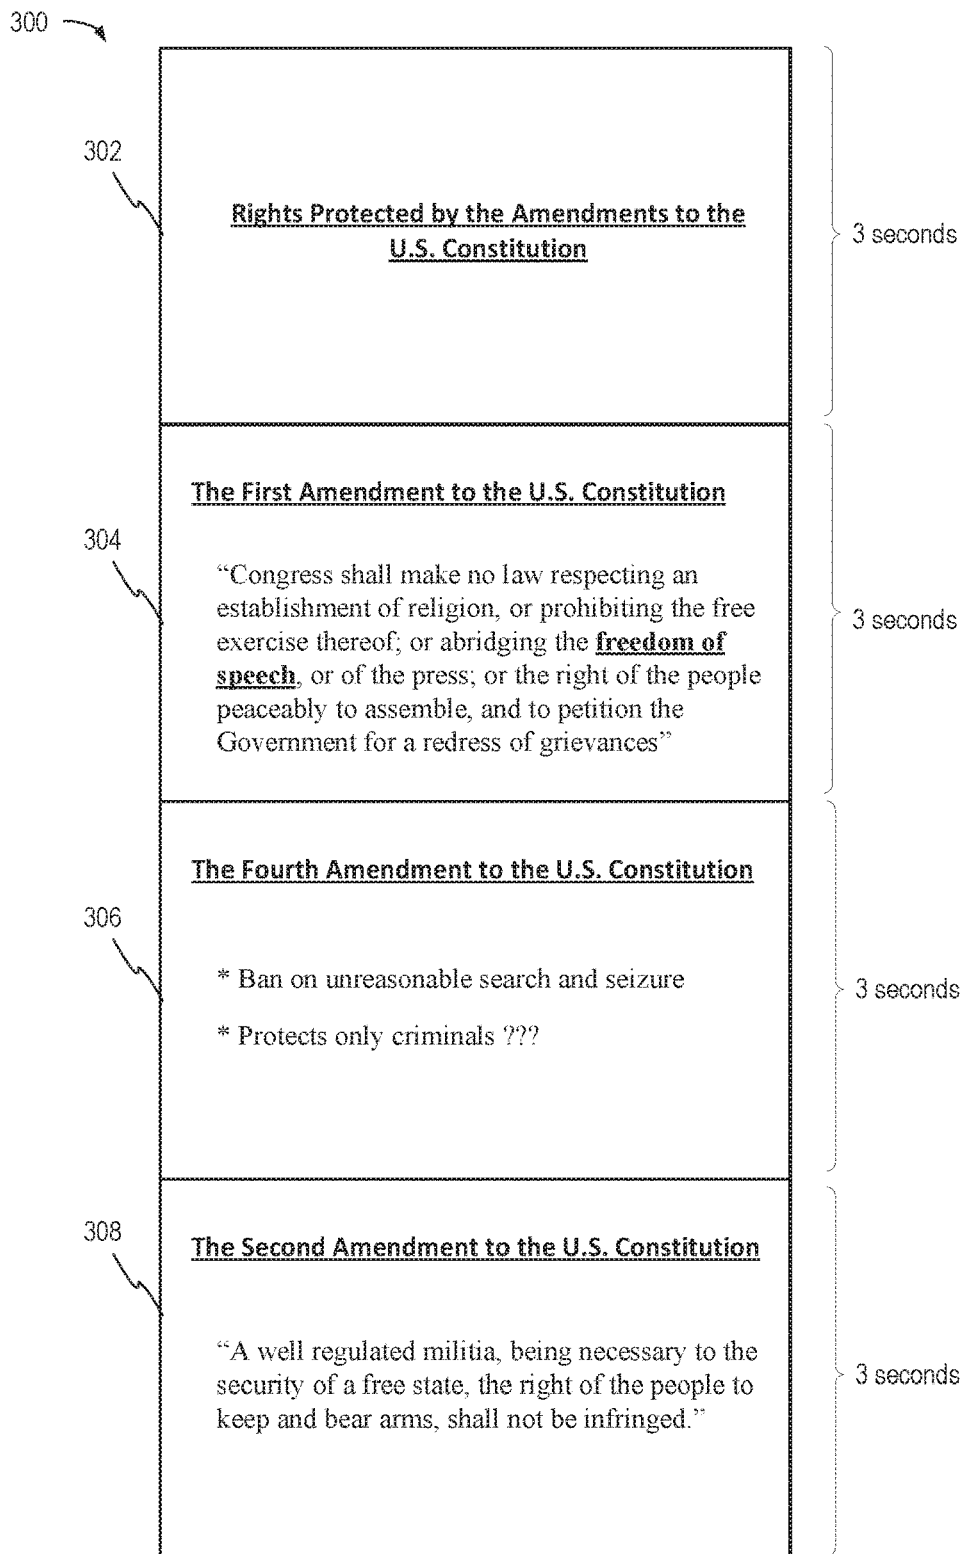 300
302
Rights Protected by the Amendments to the
U.S. Constitution
3 seconds
304
The First Amendment to the U.S. Constitution
“Congress shall make no law respecting an
establishment of religion, or prohibiting the free
exercise thereof; or abridging the freedom of
speech, or of the press; or the right of the people
peaceably to assemble, and to petition the
Government for a redress of grievances”
3 seconds
306
The Fourth Amendment to the U.S. Constitution
* Ban on unreasonable search and seizure
* Protects only criminals ???
3 seconds
308
The Second Amendment to the U.S. Constitution
“A well regulated militia, being necessary to the
security of a free state, the right of the people to
keep and bear arms, shall not be infringed.”
3 seconds